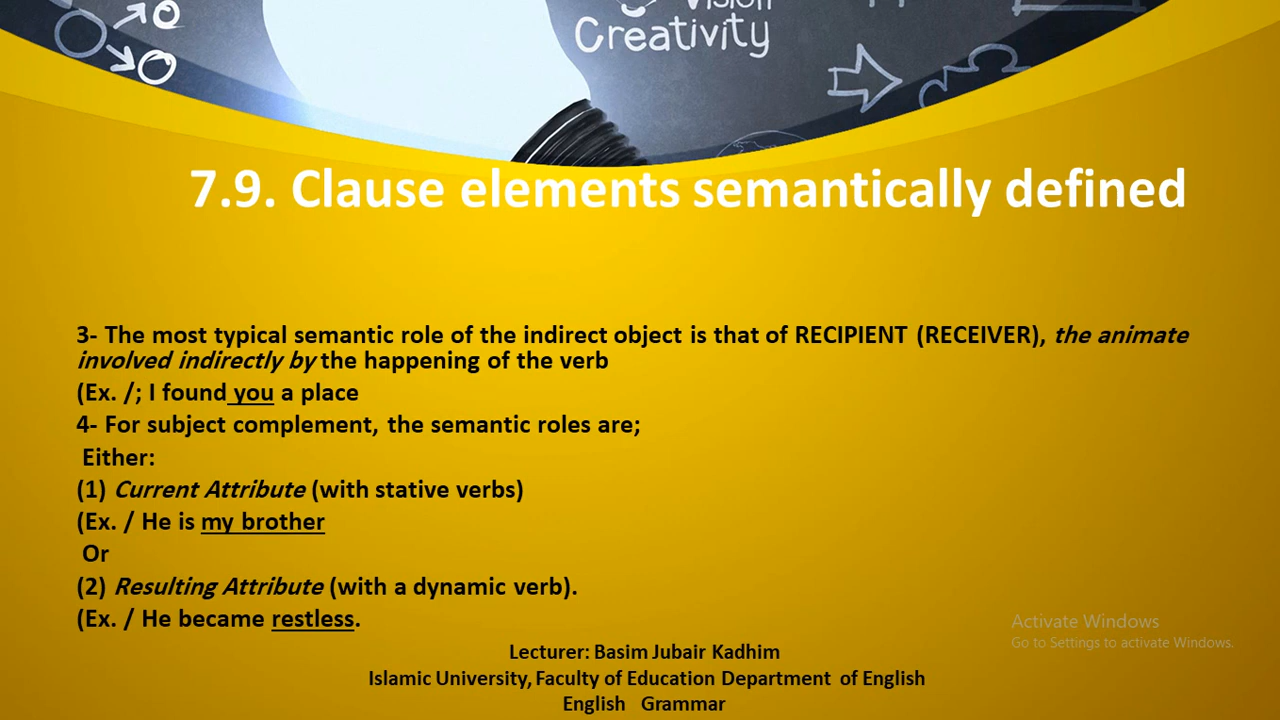 Vision
Creativity
7.9. Clause elements semantically defined
3- The most typical semantic role of the indirect object is that of RECIPIENT (RECEIVER), the animate
involved indirectly by the happening of the verb
(Ex. /; I found you a place
4- For subject complement, the semantic roles are;
Either:
(1) Current Attribute (with stative verbs)
(Ex. / He is my brother
Or
(2) Resulting Attribute (with a dynamic verb).
(Ex. / He became restless.
Activate Windows
Go to Settings to activate Windows.
Lecturer: Basim Jubair Kadhim
Islamic University, Faculty of Education Department of English
English Grammar